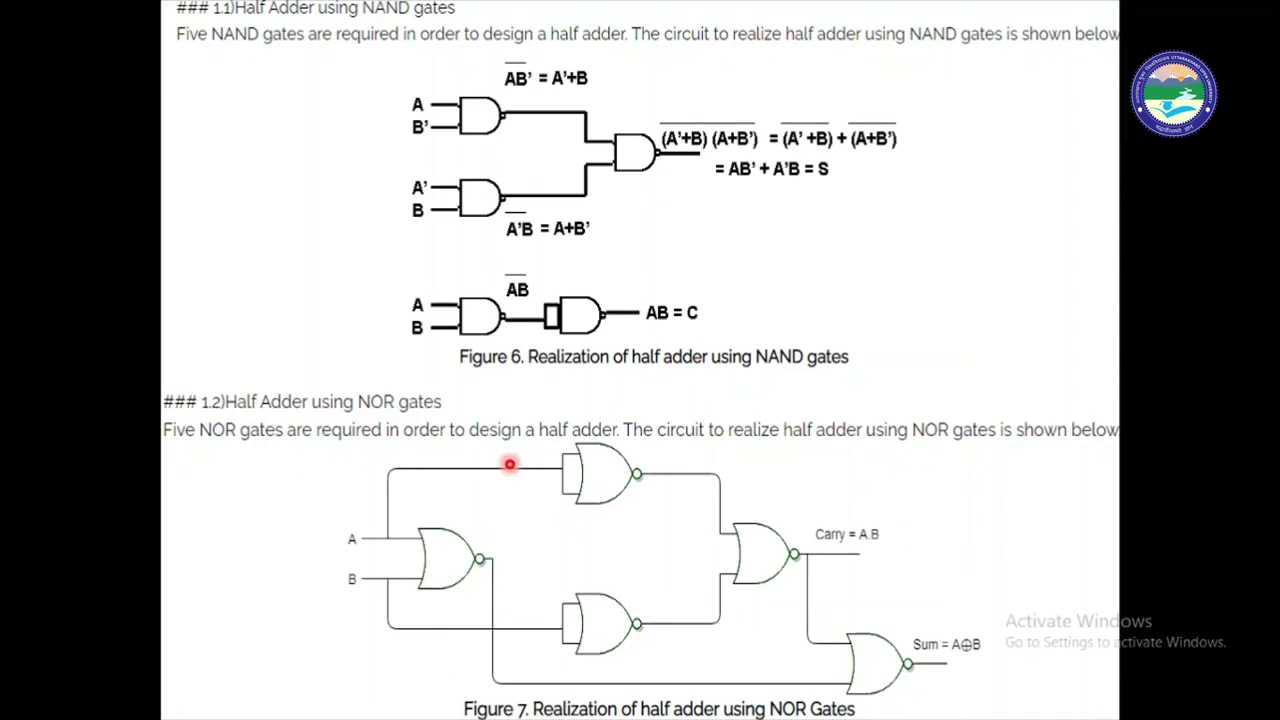 ### 1.1)Half Adder using NAND gates
Five NAND gates are required in order to design a half adder. The circuit to realize half adder using NAND gates is shown below
AB' = A'+B
A
B'
(A'+B) (A+B') = (A' +B) + (A+B')
= AB' + A'B = S
A'
B
A'B = A+B'
AB
A
B
AB = C
Figure 6. Realization of half adder using NAND gates
### 1.2)Half Adder using NOR gates
Five NOR gates are required in order to design a half adder. The circuit to realize half adder using NOR gates is shown below
A
B
Carry = A.B
Sum = A⊕B
Activate Windows
Go to Settings to activate Windows.
Figure 7. Realization of half adder using NOR Gates